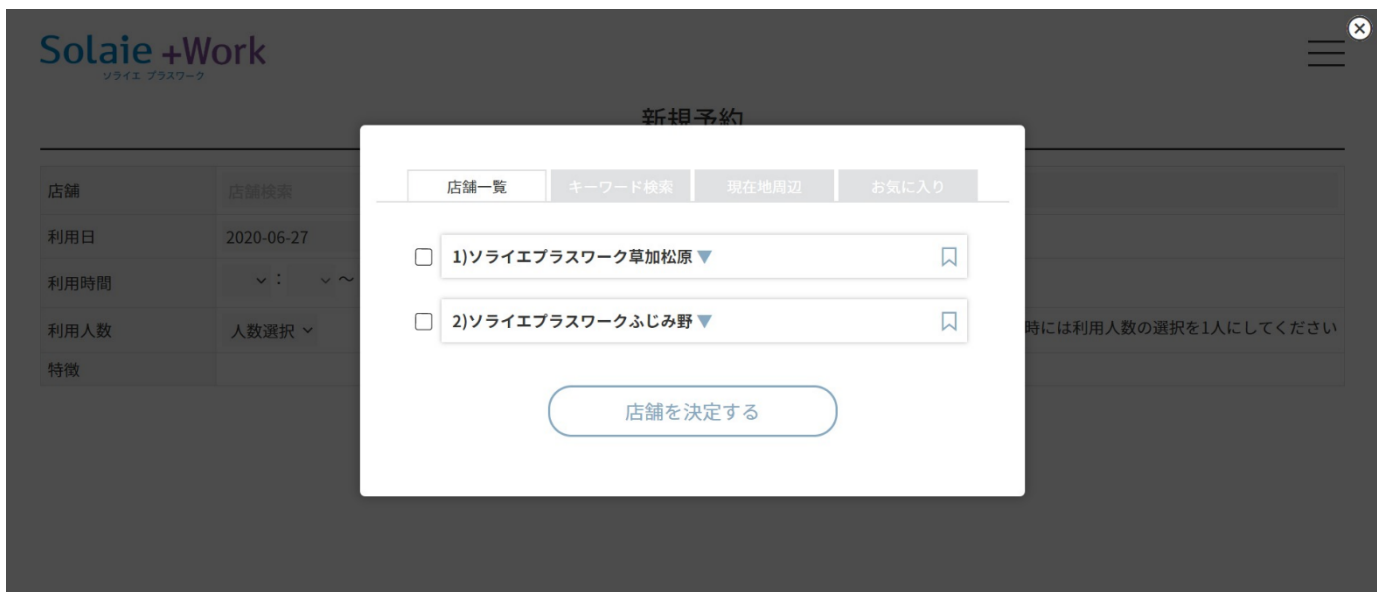 Solaie +Work
ソライエ プラスワーク
新規予約
店舗
店舗検索
利用日
2020-06-27
利用時間
: ～
利用人数
人数選択
時には利用人数の選択を1人にしてください
特徴
店舗一覧
キーワード検索
現在地周辺
お気に入り
1)ソライエプラスワーク草加松原▼
2)ソライエプラスワークふじみ野▼
店舗を決定する